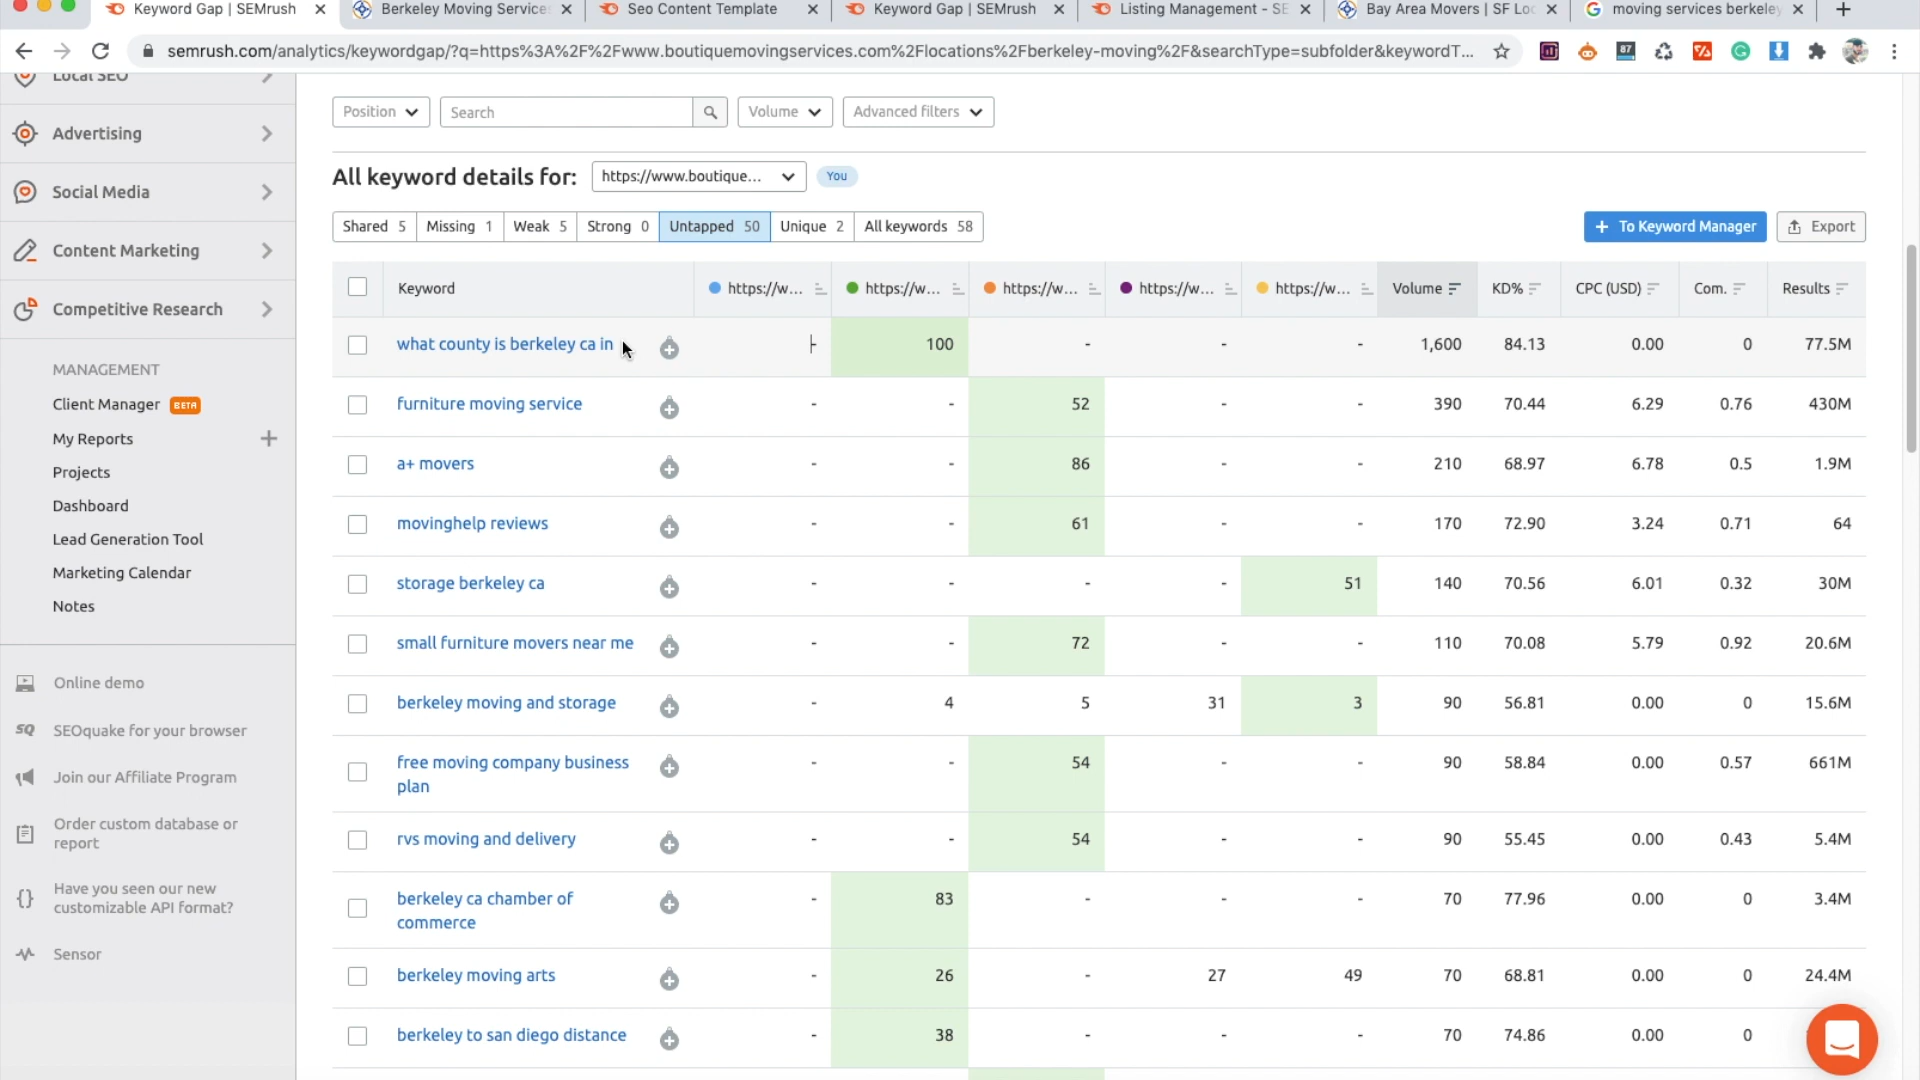 Keyword Gap | SEMrush
Berkeley Moving Services
Seo Content Template
Keyword Gap | SEMrush
Listing Management - SE
Bay Area Movers | SF Loc
moving services berkeley
semrush.com/analytics/keywordgap/?q=https%3A%2F%2Fwww.boutiquemovingservices.com%2Flocations%2Fberkeley-moving%2F&searchType=subfolder&keywordT...
87
Local SEO
Advertising
Social Media
Content Marketing
Competitive Research
MANAGEMENT
Client Manager BETA
My Reports
Projects
Dashboard
Lead Generation Tool
Marketing Calendar
Notes
Online demo
SQ SEOquake for your browser
Join our Affiliate Program
Order custom database or
report
Have you seen our new
customizable API format?
Sensor
Position Search Volume Advanced filters
All keyword details for: https://www.boutique... You
Shared 5 Missing 1 Weak 5 Strong 0 Untapped 50 Unique 2 All keywords 58
+ To Keyword Manager Export
Keyword https://w... https://w... https://w... https://w... https://w... Volume KD% CPC (USD) Com. Results
what county is berkeley ca in - 100 - - - 1,600 84.13 0.00 0 77.5M
furniture moving service - - 52 - - 390 70.44 6.29 0.76 430M
a+ movers - - 86 - - 210 68.97 6.78 0.5 1.9M
movinghelp reviews - - 61 - - 170 72.90 3.24 0.71 64
storage berkeley ca - - - - 51 140 70.56 6.01 0.32 30M
small furniture movers near me - - 72 - - 110 70.08 5.79 0.92 20.6M
berkeley moving and storage - 4 5 31 3 90 56.81 0.00 0 15.6M
free moving company business - - 54 - - 90 58.84 0.00 0.57 661M
plan
rvs moving and delivery - - 54 - - 90 55.45 0.00 0.43 5.4M
berkeley ca chamber of - 83 - - - 70 77.96 0.00 0 3.4M
commerce
berkeley moving arts - 26 - 27 49 70 68.81 0.00 0 24.4M
berkeley to san diego distance - 38 - - - 70 74.86 0.00 0